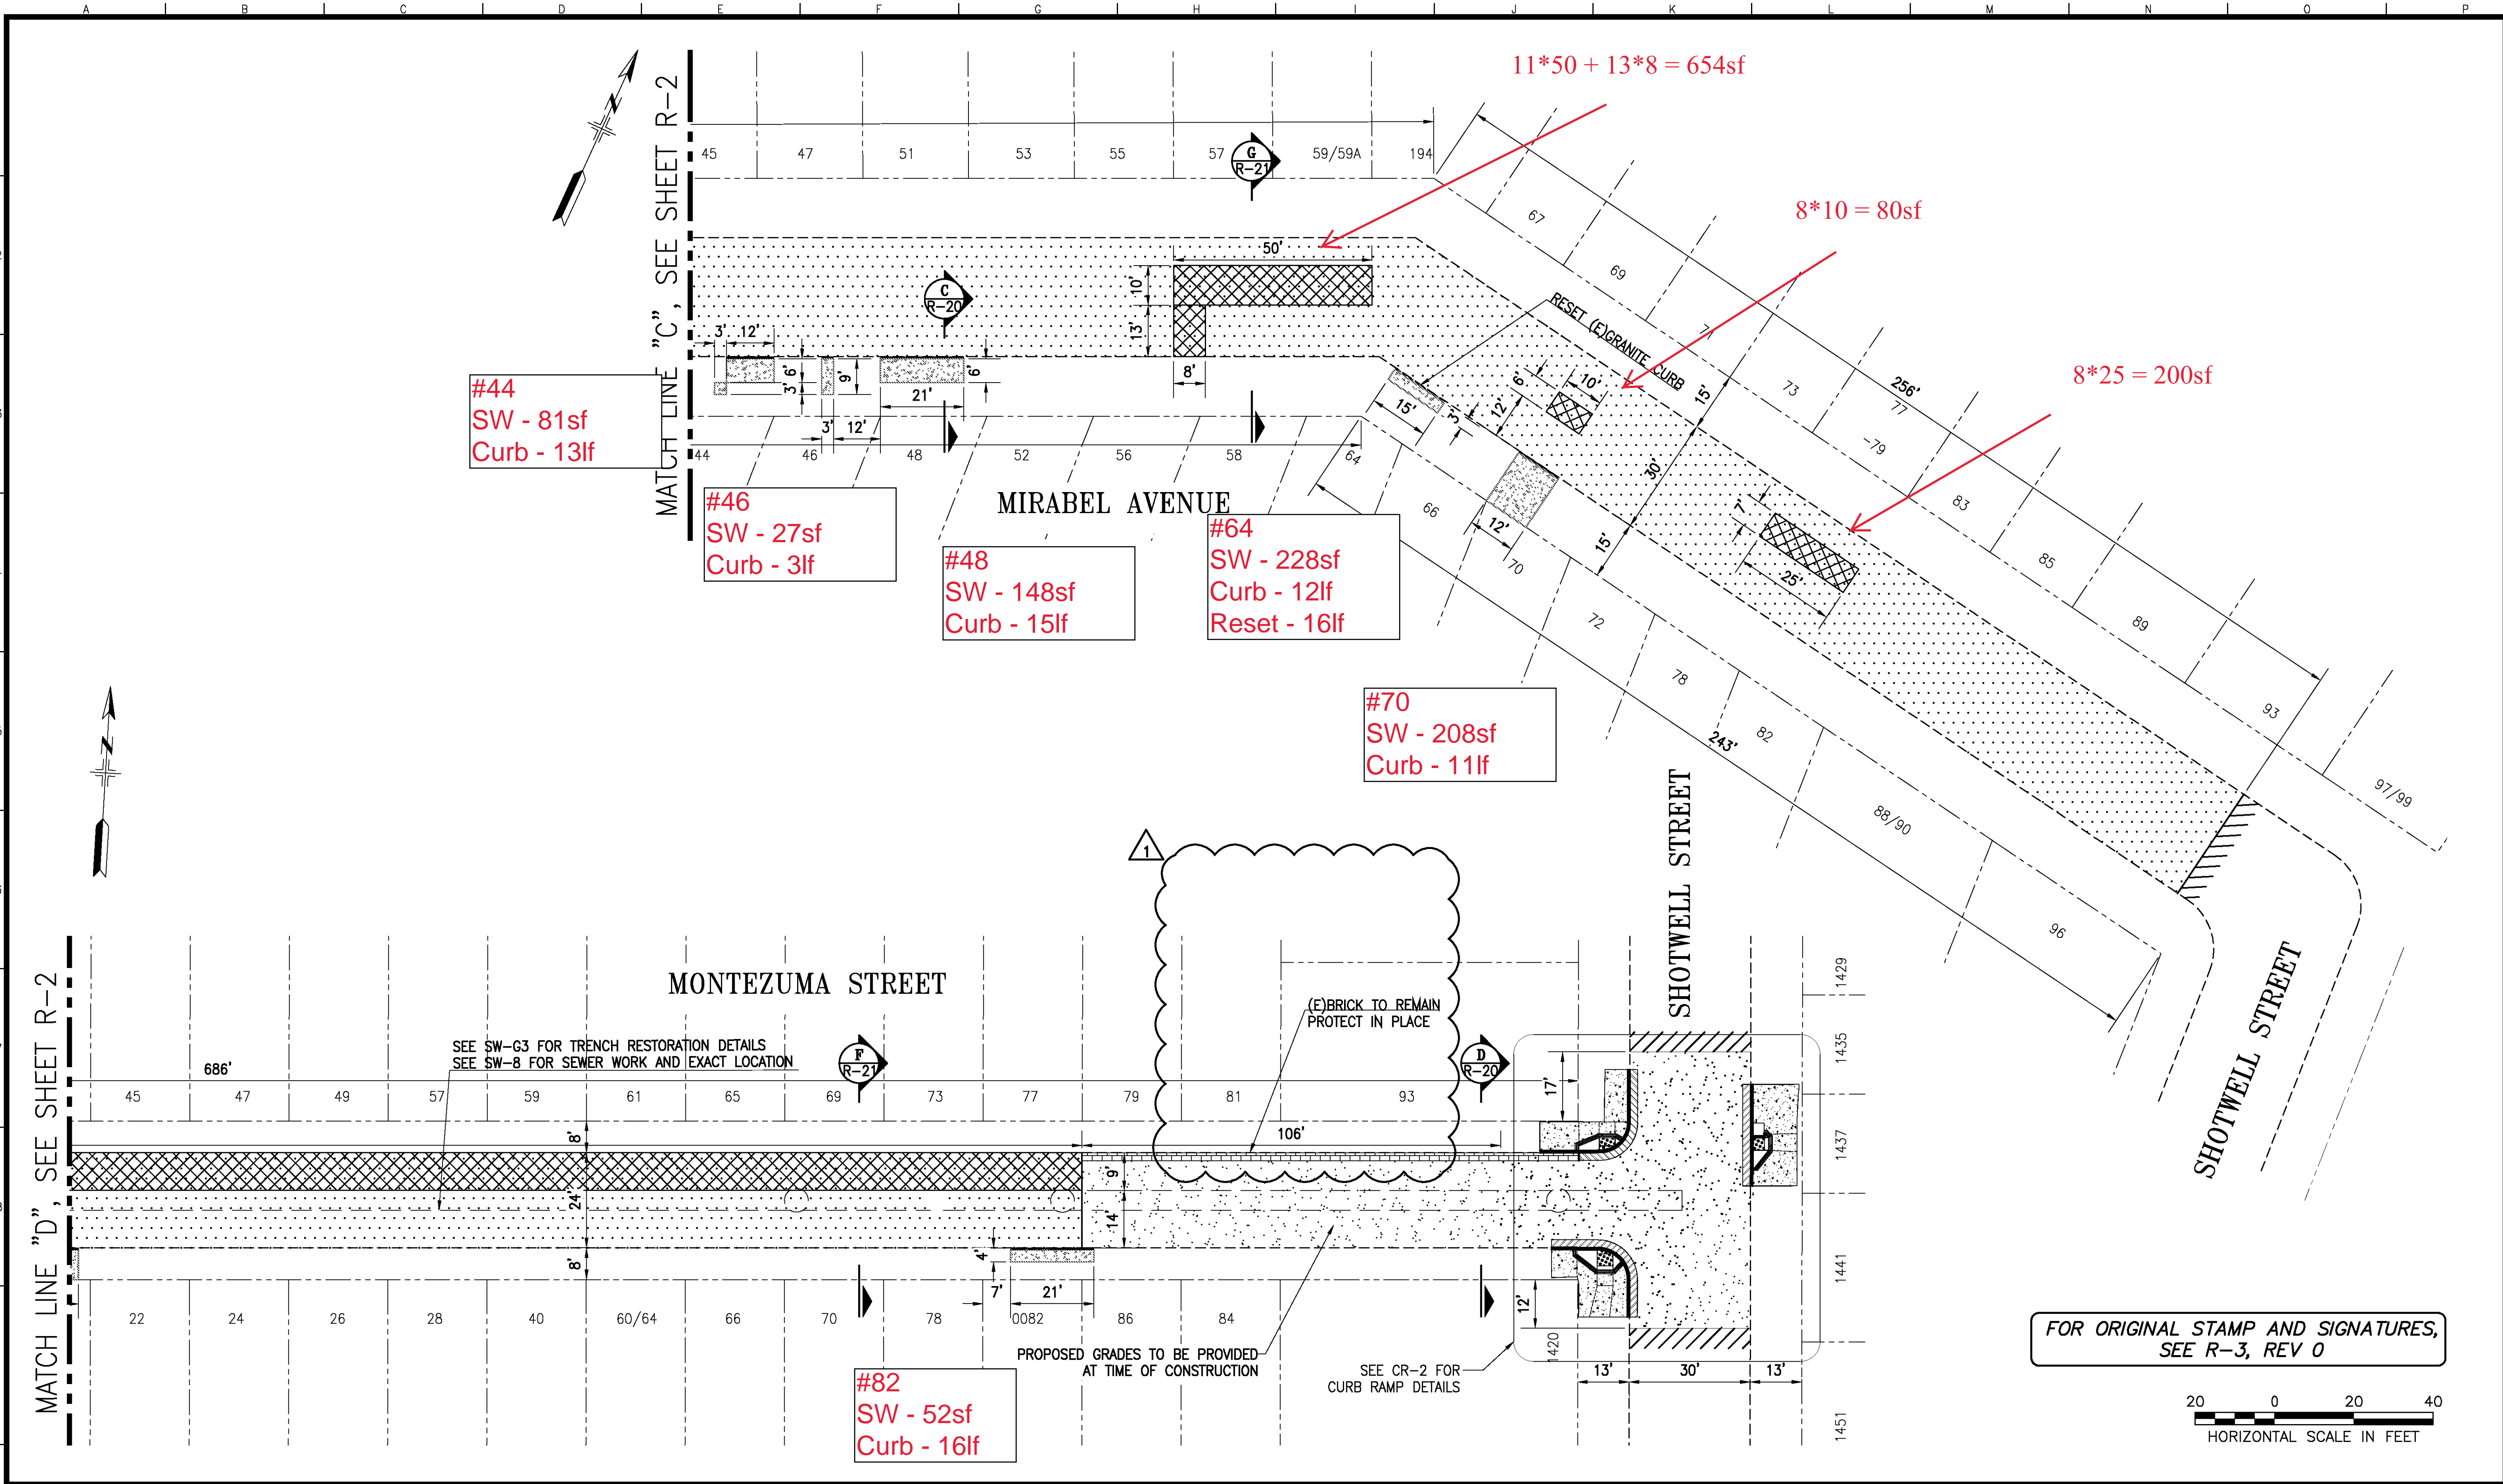 A B C D E F G H I J K L M N O P
11*50 + 13*8 = 654sf
8*10 = 80sf
8*25 = 200sf
N
MATCH LINE "C", SEE SHEET R-2
45 47 51 53 55 57 59/59A 194
G
R-21
67
69
71
73
77
-79
83
85
89
93
97/99
256'
50'
10'
13'
8'
C
R-20
3' 12'
6'
3'
9'
6'
21'
3' 12'
44 46 48 52 56 58 64
RESET (E)GRANITE CURB
15'
3'
12'
6'
10'
15'
30'
15'
7'
25'
12'
66
70
72
78
82
88/90
96
243'
MIRABEL AVENUE
#44
SW - 81sf
Curb - 13lf
#46
SW - 27sf
Curb - 3lf
#48
SW - 148sf
Curb - 15lf
#64
SW - 228sf
Curb - 12lf
Reset - 16lf
#70
SW - 208sf
Curb - 11lf
SHOTWELL STREET
SHOTWELL STREET
N
1
MATCH LINE "D", SEE SHEET R-2
MONTEZUMA STREET
SEE SW-G3 FOR TRENCH RESTORATION DETAILS
SEE SW-8 FOR SEWER WORK AND EXACT LOCATION
(E)BRICK TO REMAIN
PROTECT IN PLACE
686'
F
R-21
D
R-20
45 47 49 57 59 61 65 69 73 77 79 81 93
8'
24'
8'
106'
9'
14'
4'
7' 21'
17'
12'
13' 30' 13'
22 24 26 28 40 60/64 66 70 78 0082 86 84
1420
1429
1435
1437
1441
1451
PROPOSED GRADES TO BE PROVIDED
AT TIME OF CONSTRUCTION
SEE CR-2 FOR
CURB RAMP DETAILS
#82
SW - 52sf
Curb - 16lf
FOR ORIGINAL STAMP AND SIGNATURES,
SEE R-3, REV 0
20 0 20 40
HORIZONTAL SCALE IN FEET